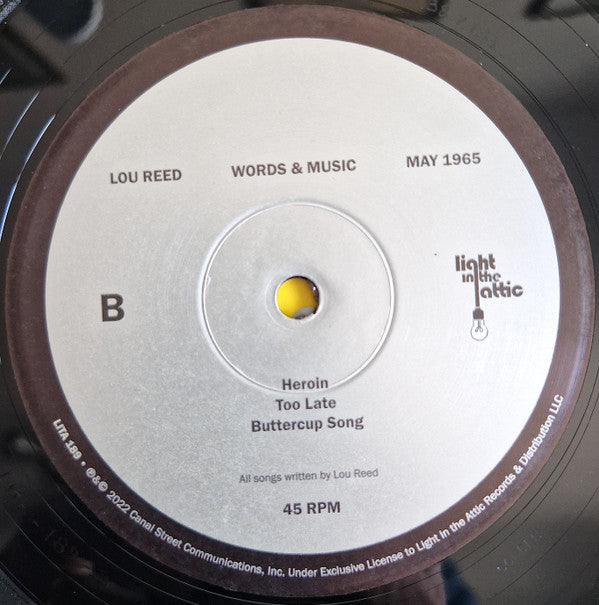 LOU REED WORDS & MUSIC MAY 1965
light
in the
attic
B
Heroin
Too Late
Buttercup Song
All songs written by Lou Reed
45 RPM
LITA 189 • ℗&© 2022 Canal Street Communications, Inc. Under Exclusive License to Light in the Attic Records & Distribution LLC